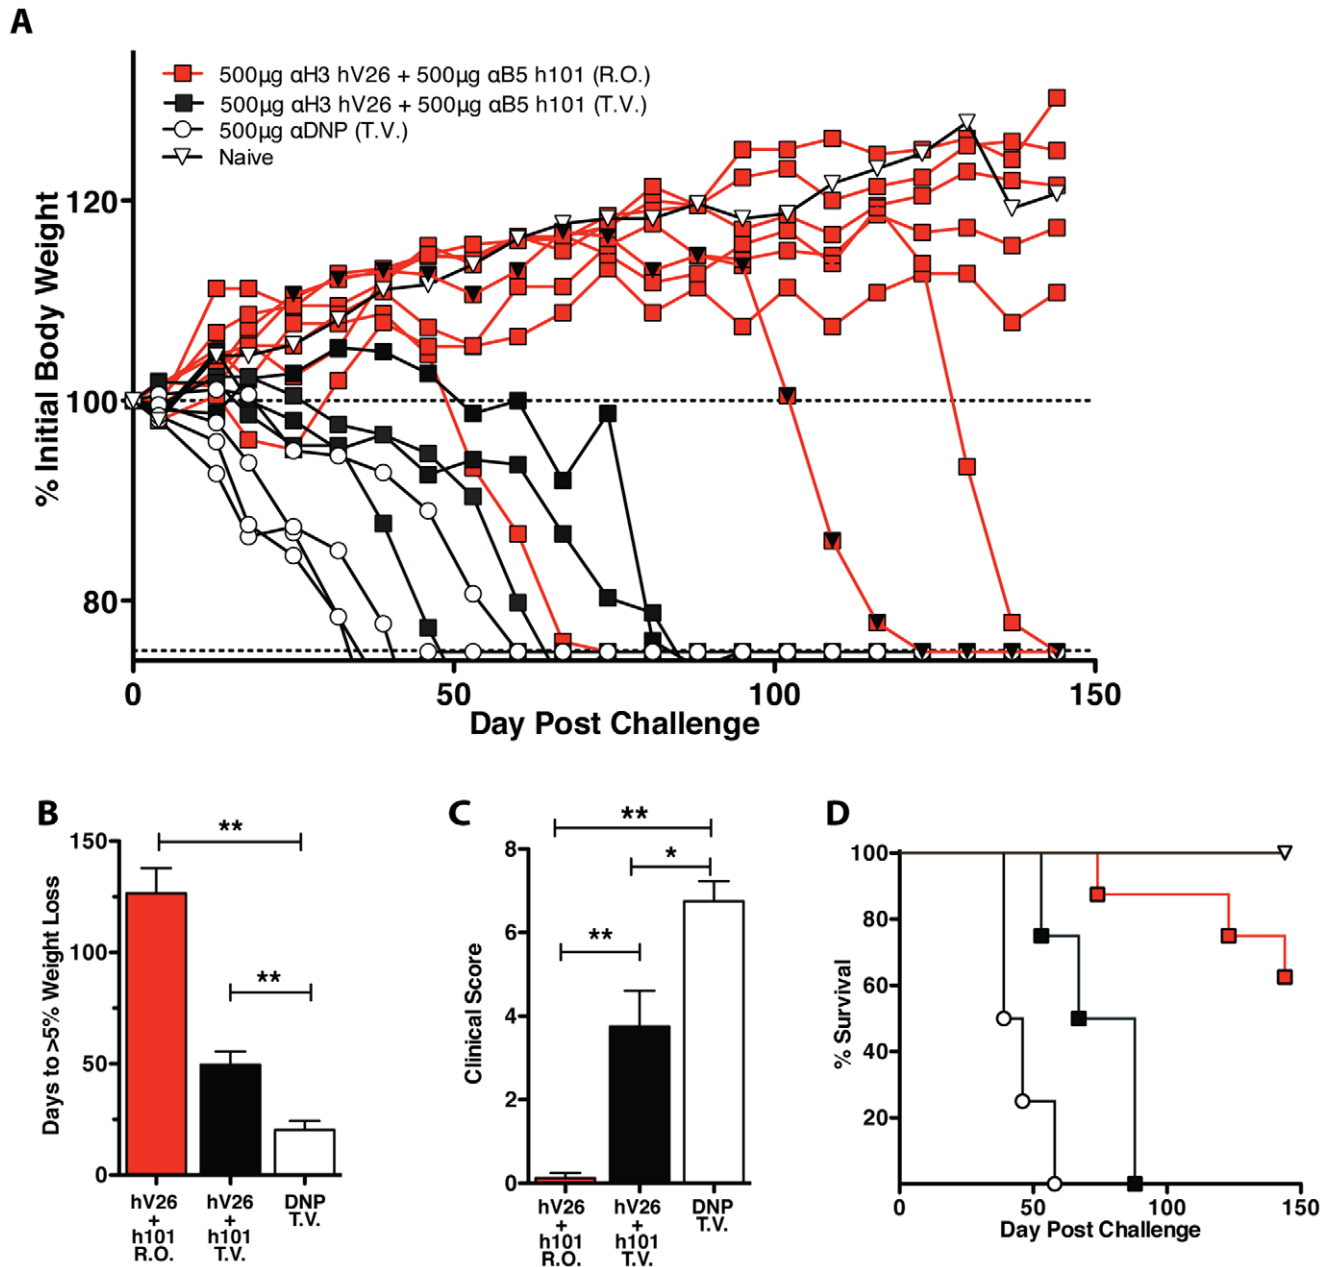 A
500µg αH3 hV26 + 500µg αB5 h101 (R.O.)
500µg αH3 hV26 + 500µg αB5 h101 (T.V.)
500µg αDNP (T.V.)
Naive
% Initial Body Weight
120
100
80
0 50 100 150
Day Post Challenge
B
Days to >5% Weight Loss
150
100
50
0
**
**
hV26
+
h101
R.O.
hV26
+
h101
T.V.
DNP
T.V.
C
Clinical Score
8
6
4
2
0
**
*
**
hV26
+
h101
R.O.
hV26
+
h101
T.V.
DNP
T.V.
D
% Survival
100
80
60
40
20
0 50 100 150
Day Post Challenge